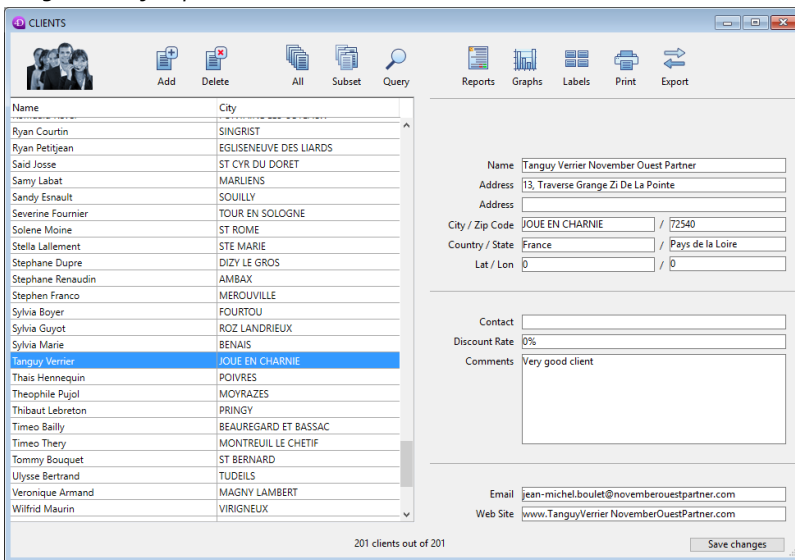 CLIENTS
Add Delete All Subset Query Reports Graphs Labels Print Export
Name City
Ryan Courtin SINGRIST
Ryan Petitjean EGLISENEUVE DES LIARDS
Said Josse ST CYR DU DORET
Samy Labat MARLIENS
Sandy Esnault SOUILLY
Severine Fournier TOUR EN SOLOGNE
Solene Moine ST ROME
Stella Lallement STE MARIE
Stephane Dupre DIZY LE GROS
Stephane Renaudin AMBAX
Stephen Franco MEROUVILLE
Sylvia Boyer FOURTOU
Sylvia Guyot ROZ LANDRIEUX
Sylvia Marie BENAIS
Tanguy Verrier JOUE EN CHARNIE
Thais Hennequin POIVRES
Theophile Pujol MOYRAZES
Thibaut Lebreton PRINGY
Timeo Bailly BEAUREGARD ET BASSAC
Timeo Thery MONTREUIL LE CHETIF
Tommy Bouquet ST BERNARD
Ulysse Bertrand TUDEILS
Veronique Armand MAGNY LAMBERT
Wilfrid Maurin VIRIGNEUX
201 clients out of 201
Name Tanguy Verrier November Ouest Partner
Address 13, Traverse Grange Zi De La Pointe
Address
City / Zip Code JOUE EN CHARNIE / 72540
Country / State France / Pays de la Loire
Lat / Lon 0 / 0
Contact
Discount Rate 0%
Comments Very good client
Email jean-michel.boulet@novemberouestpartner.com
Web Site www.TanguyVerrier NovemberOuestPartner.com
Save changes